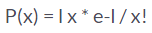 P(x) = l x * e-l / x!